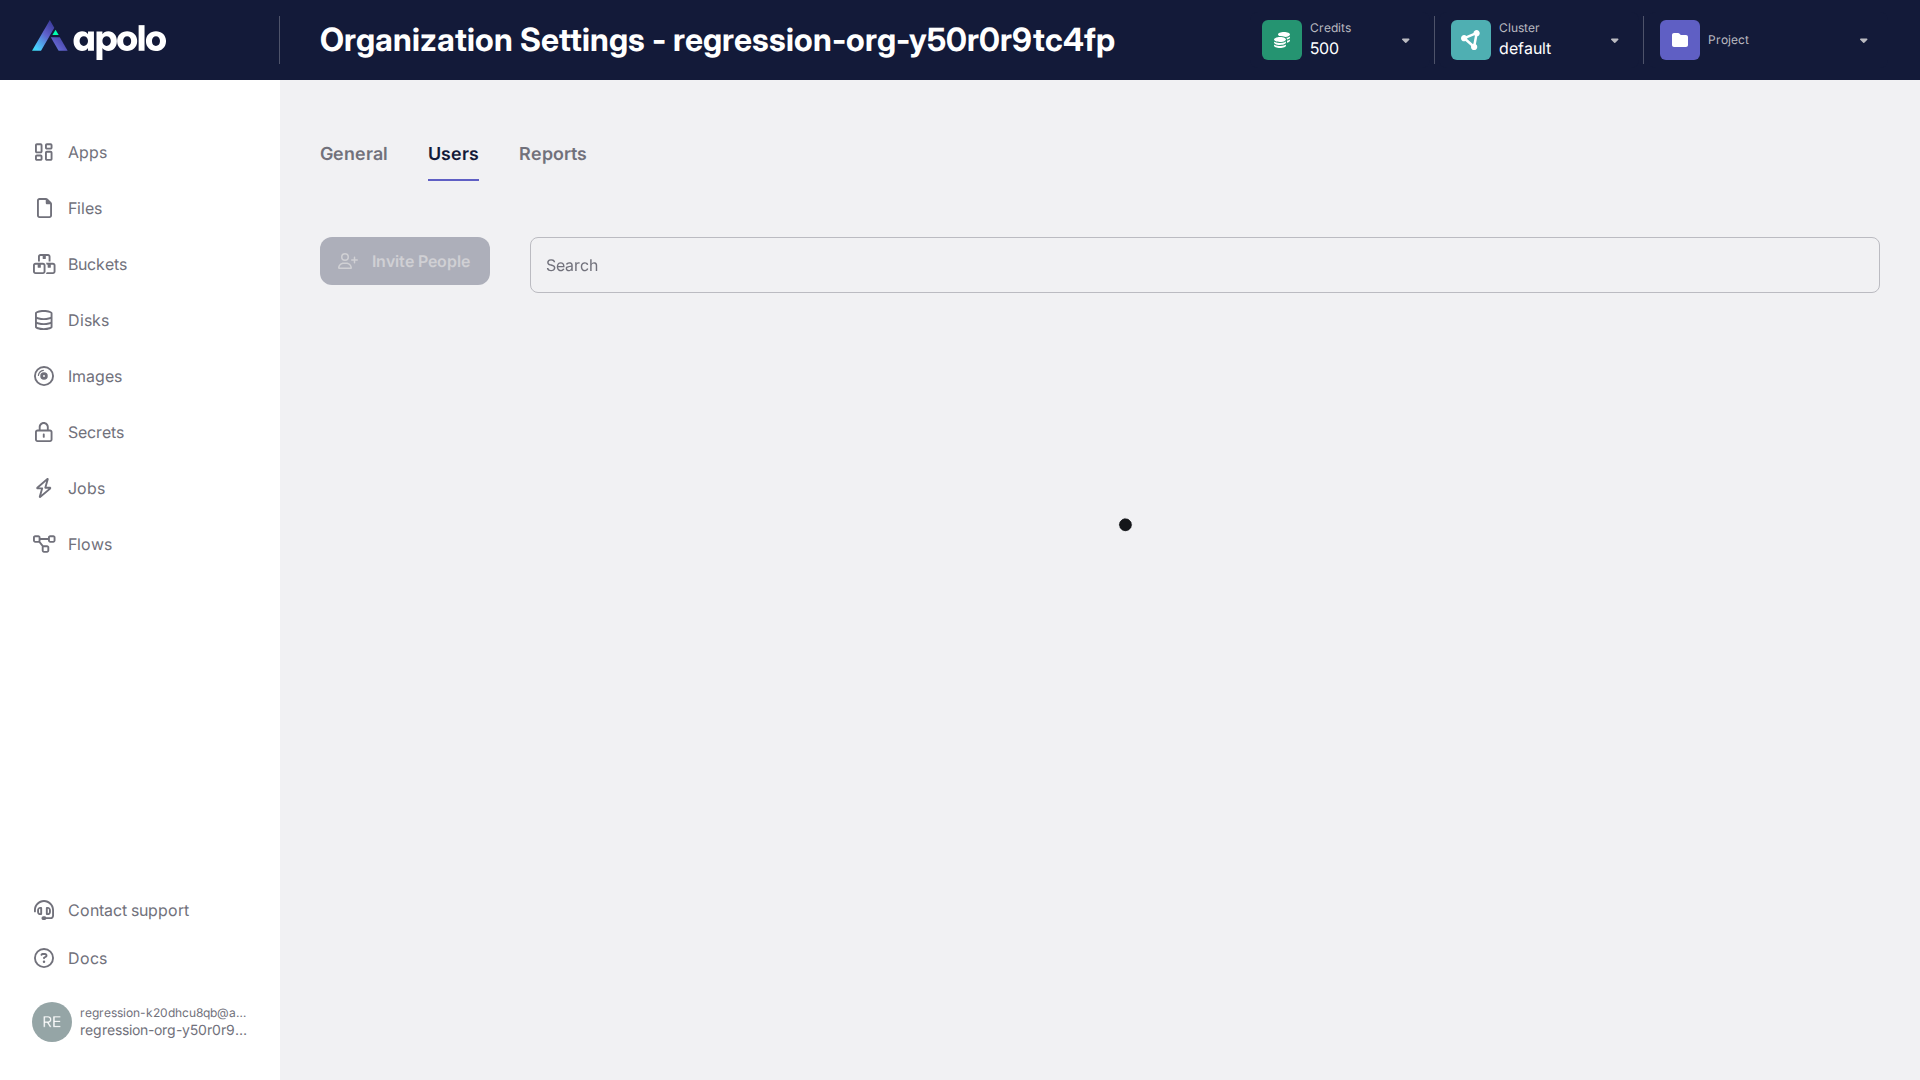 apolo
Organization Settings - regression-org-y50r0r9tc4fp
Credits
500
Cluster
default
Project
Apps
Files
Buckets
Disks
Images
Secrets
Jobs
Flows
General
Users
Reports
Invite People
Search
Contact support
Docs
RE
regression-k20dhcu8qb@a...
regression-org-y50r0r9...